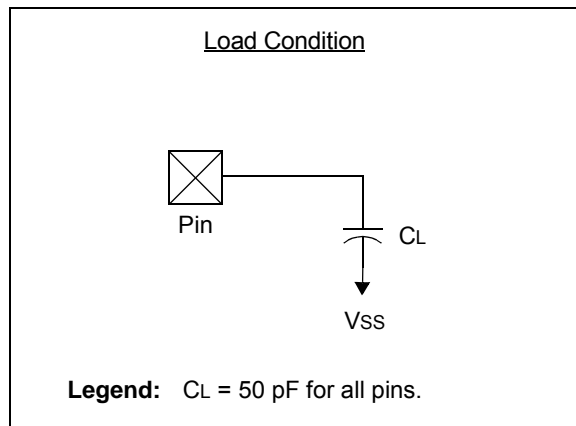 Load Condition
Pin
CL
VSS
Legend: CL = 50 pF for all pins.